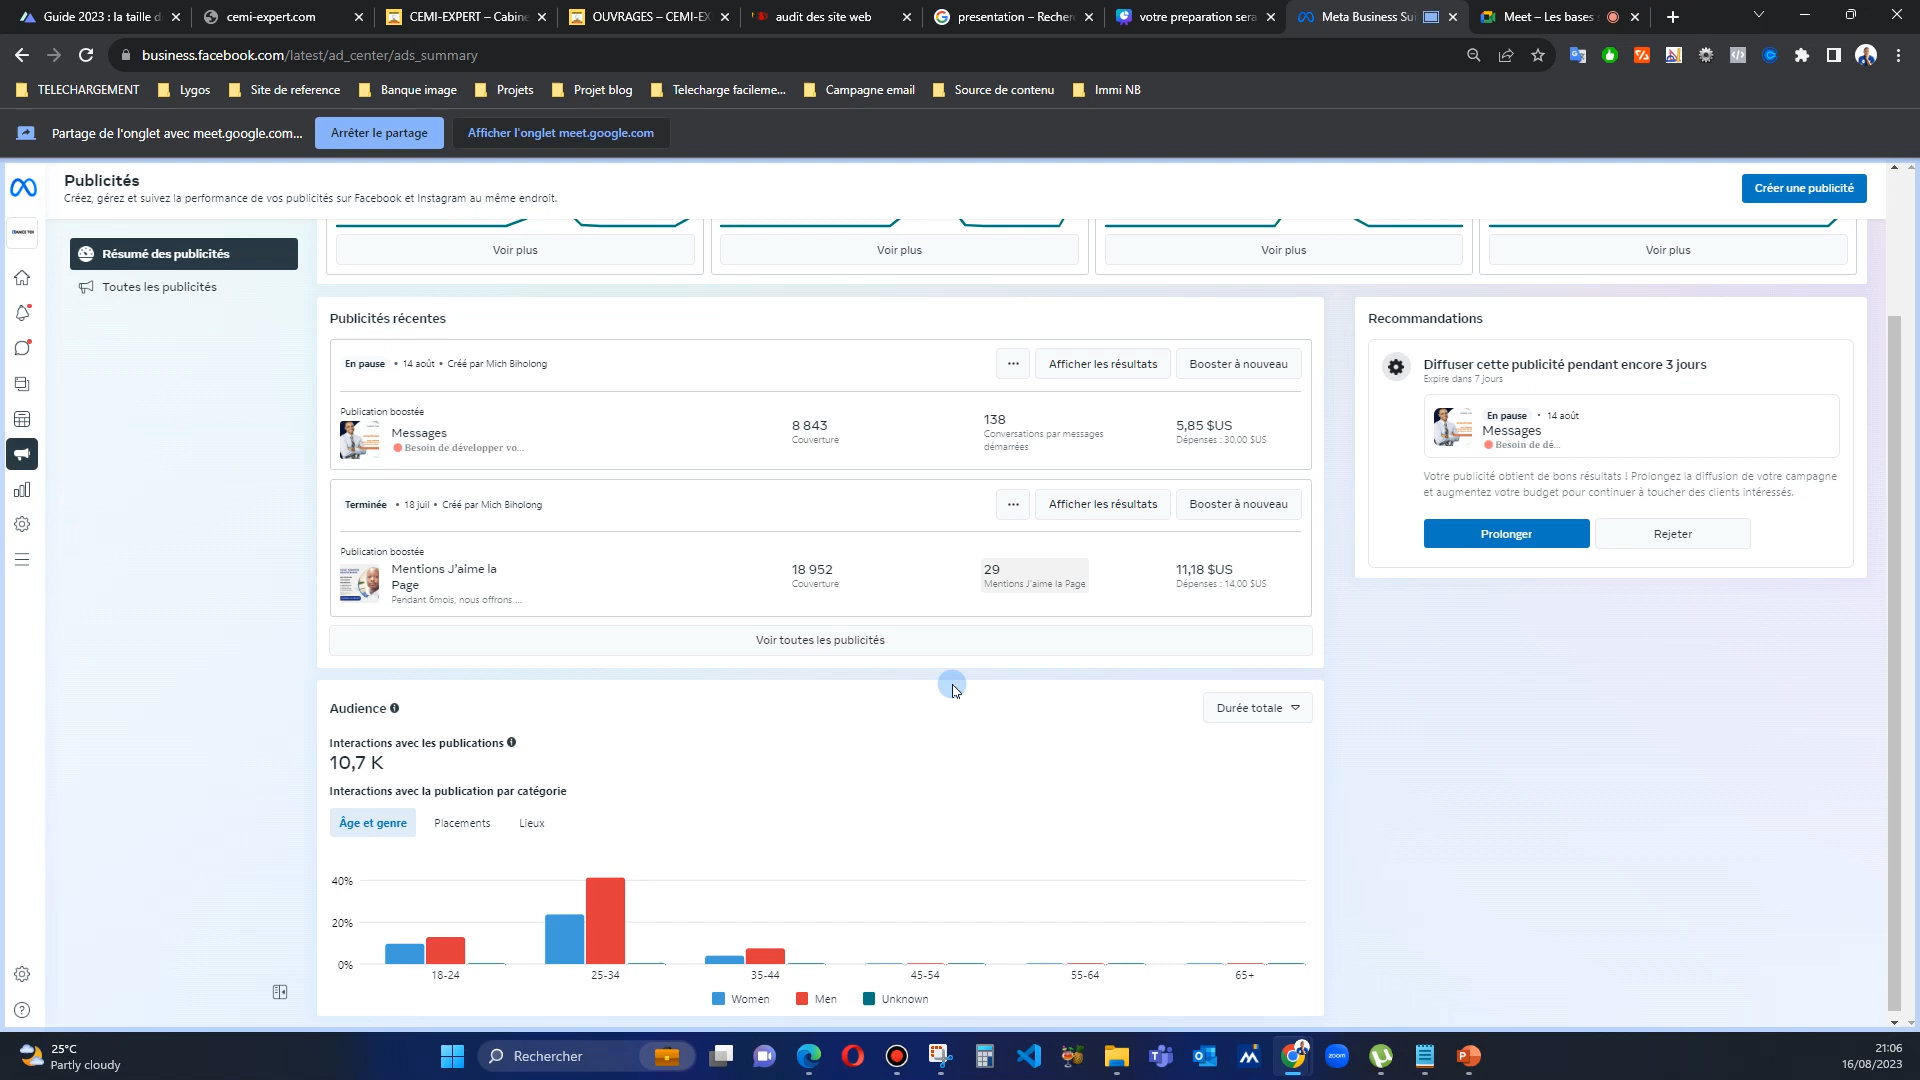 Guide 2023 : la taille d
cemi-expert.com
CEMI-EXPERT – Cabine
OUVRAGES – CEMI-EX
audit des site web
presentation – Recher
votre preparation sera
Meta Business Sui
Meet – Les bases
business.facebook.com/latest/ad_center/ads_summary
TELECHARGEMENT
Lygos
Site de reference
Banque image
Projets
Projet blog
Telecharge facileme...
Campagne email
Source de contenu
Immi NB
Partage de l'onglet avec meet.google.com...
Arrêter le partage
Afficher l'onglet meet.google.com
Publicités
Créez, gérez et suivez la performance de vos publicités sur Facebook et Instagram au même endroit.
Créer une publicité
Résumé des publicités
Toutes les publicités
Voir plus
Voir plus
Voir plus
Voir plus
Publicités récentes
En pause • 14 août • Créé par Mich Biholong
...
Afficher les résultats
Booster à nouveau
Publication boostée
Messages
Besoin de développer vo...
8 843
Couverture
138
Conversations par messages
démarrées
5,85 $US
Dépenses : 30,00 $US
Terminée • 18 juil • Créé par Mich Biholong
...
Afficher les résultats
Booster à nouveau
Publication boostée
Mentions J'aime la
Page
Pendant 6mois, nous offrons ...
18 952
Couverture
29
Mentions J'aime la Page
11,18 $US
Dépenses : 14,00 $US
Voir toutes les publicités
Recommandations
Diffuser cette publicité pendant encore 3 jours
Expire dans 7 jours
En pause • 14 août
Messages
Besoin de dé...
Votre publicité obtient de bons résultats ! Prolongez la diffusion de votre campagne
et augmentez votre budget pour continuer à toucher des clients intéressés.
Prolonger
Rejeter
Audience
Durée totale
Interactions avec les publications
10,7 K
Interactions avec la publication par catégorie
Âge et genre
Placements
Lieux
40%
20%
0%
18-24
25-34
35-44
45-54
55-64
65+
Women
Men
Unknown
25°C
Partly cloudy
Rechercher
zoom
21:06
16/08/2023